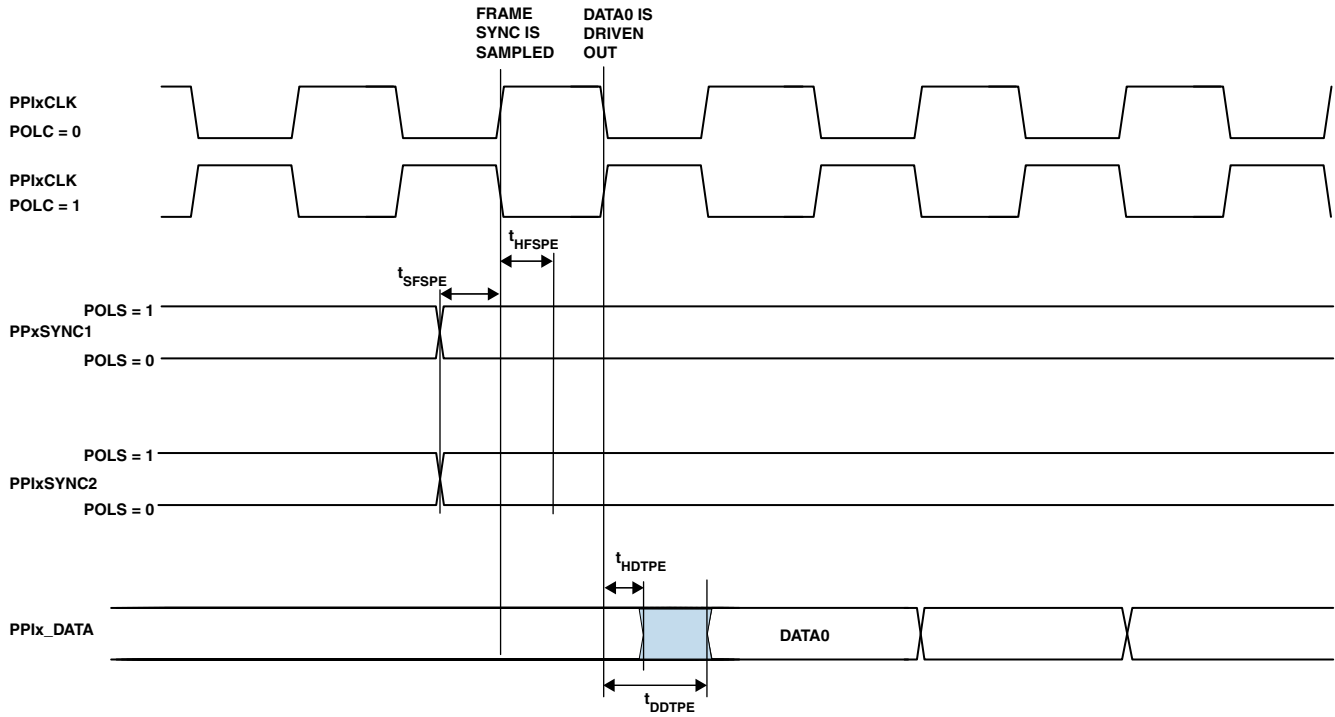 FRAME
SYNC IS
SAMPLED
DATA0 IS
DRIVEN
OUT
PPIxCLK
POLC = 0
PPIxCLK
POLC = 1
tHFSPE
tSFSPE
POLS = 1
PPxSYNC1
POLS = 0
POLS = 1
PPIxSYNC2
POLS = 0
tHDTPE
PPIx_DATA
DATA0
tDDTPE